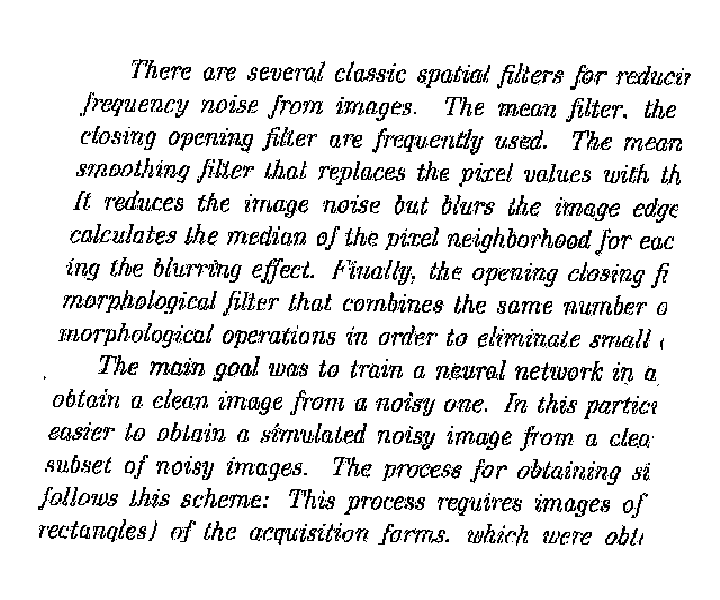 There are several classic spatial filters for reducin
frequency noise from images. The mean filter, the
closing opening filter are frequently used. The mean
smoothing filter that replaces the pixel values with th
It reduces the image noise but blurs the image edge
calculates the median of the pixel neighborhood for eac
ing the blurring effect. Finally, the opening closing fi
morphological filter that combines the same number o
morphological operations in order to eliminate small
The main goal was to train a neural network in a
obtain a clean image from a noisy one. In this partici
easier to obtain a simulated noisy image from a clea
subset of noisy images. The process for obtaining si
follows this scheme: This process requires images of
rectangles) of the acquisition forms, which were obt